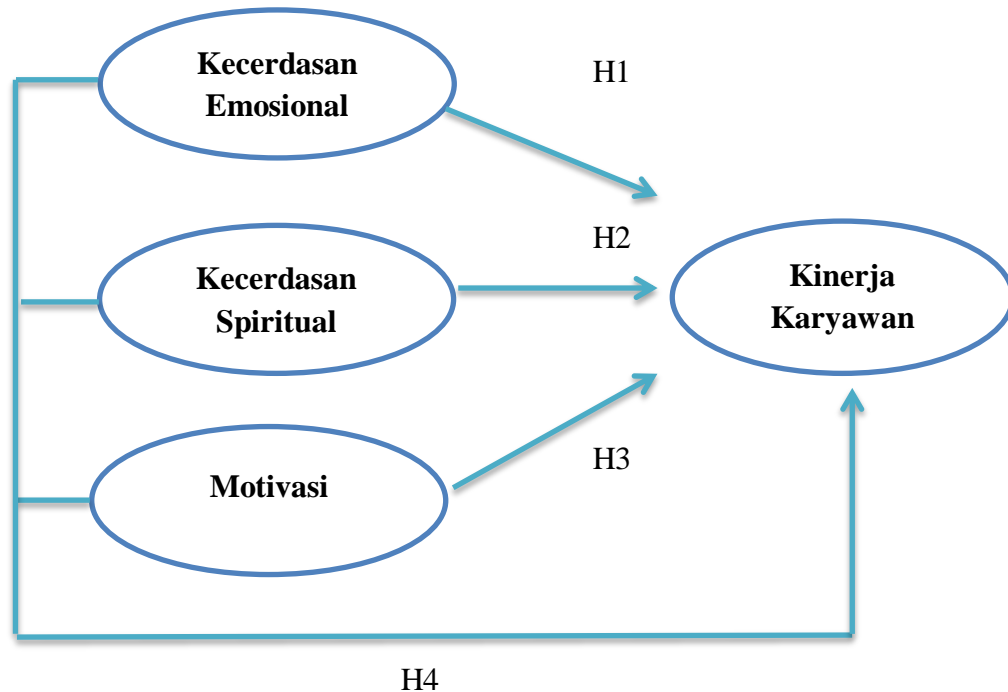 Kecerdasan
Emosional
H1
H2
Kecerdasan
Spiritual
Kinerja
Karyawan
H3
Motivasi
H4